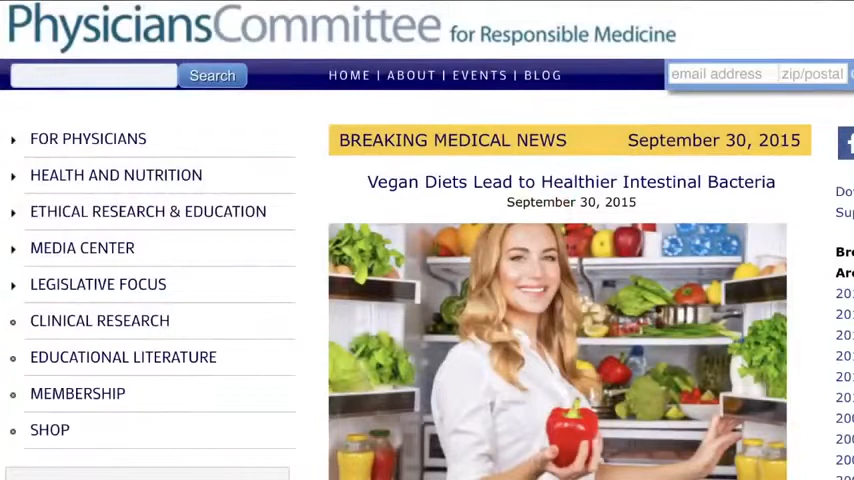 PhysiciansCommittee for Responsible Medicine
Search
HOME | ABOUT | EVENTS | BLOG
email address
zip/postal
FOR PHYSICIANS
HEALTH AND NUTRITION
ETHICAL RESEARCH & EDUCATION
MEDIA CENTER
LEGISLATIVE FOCUS
CLINICAL RESEARCH
EDUCATIONAL LITERATURE
MEMBERSHIP
SHOP
BREAKING MEDICAL NEWS September 30, 2015
Vegan Diets Lead to Healthier Intestinal Bacteria
September 30, 2015